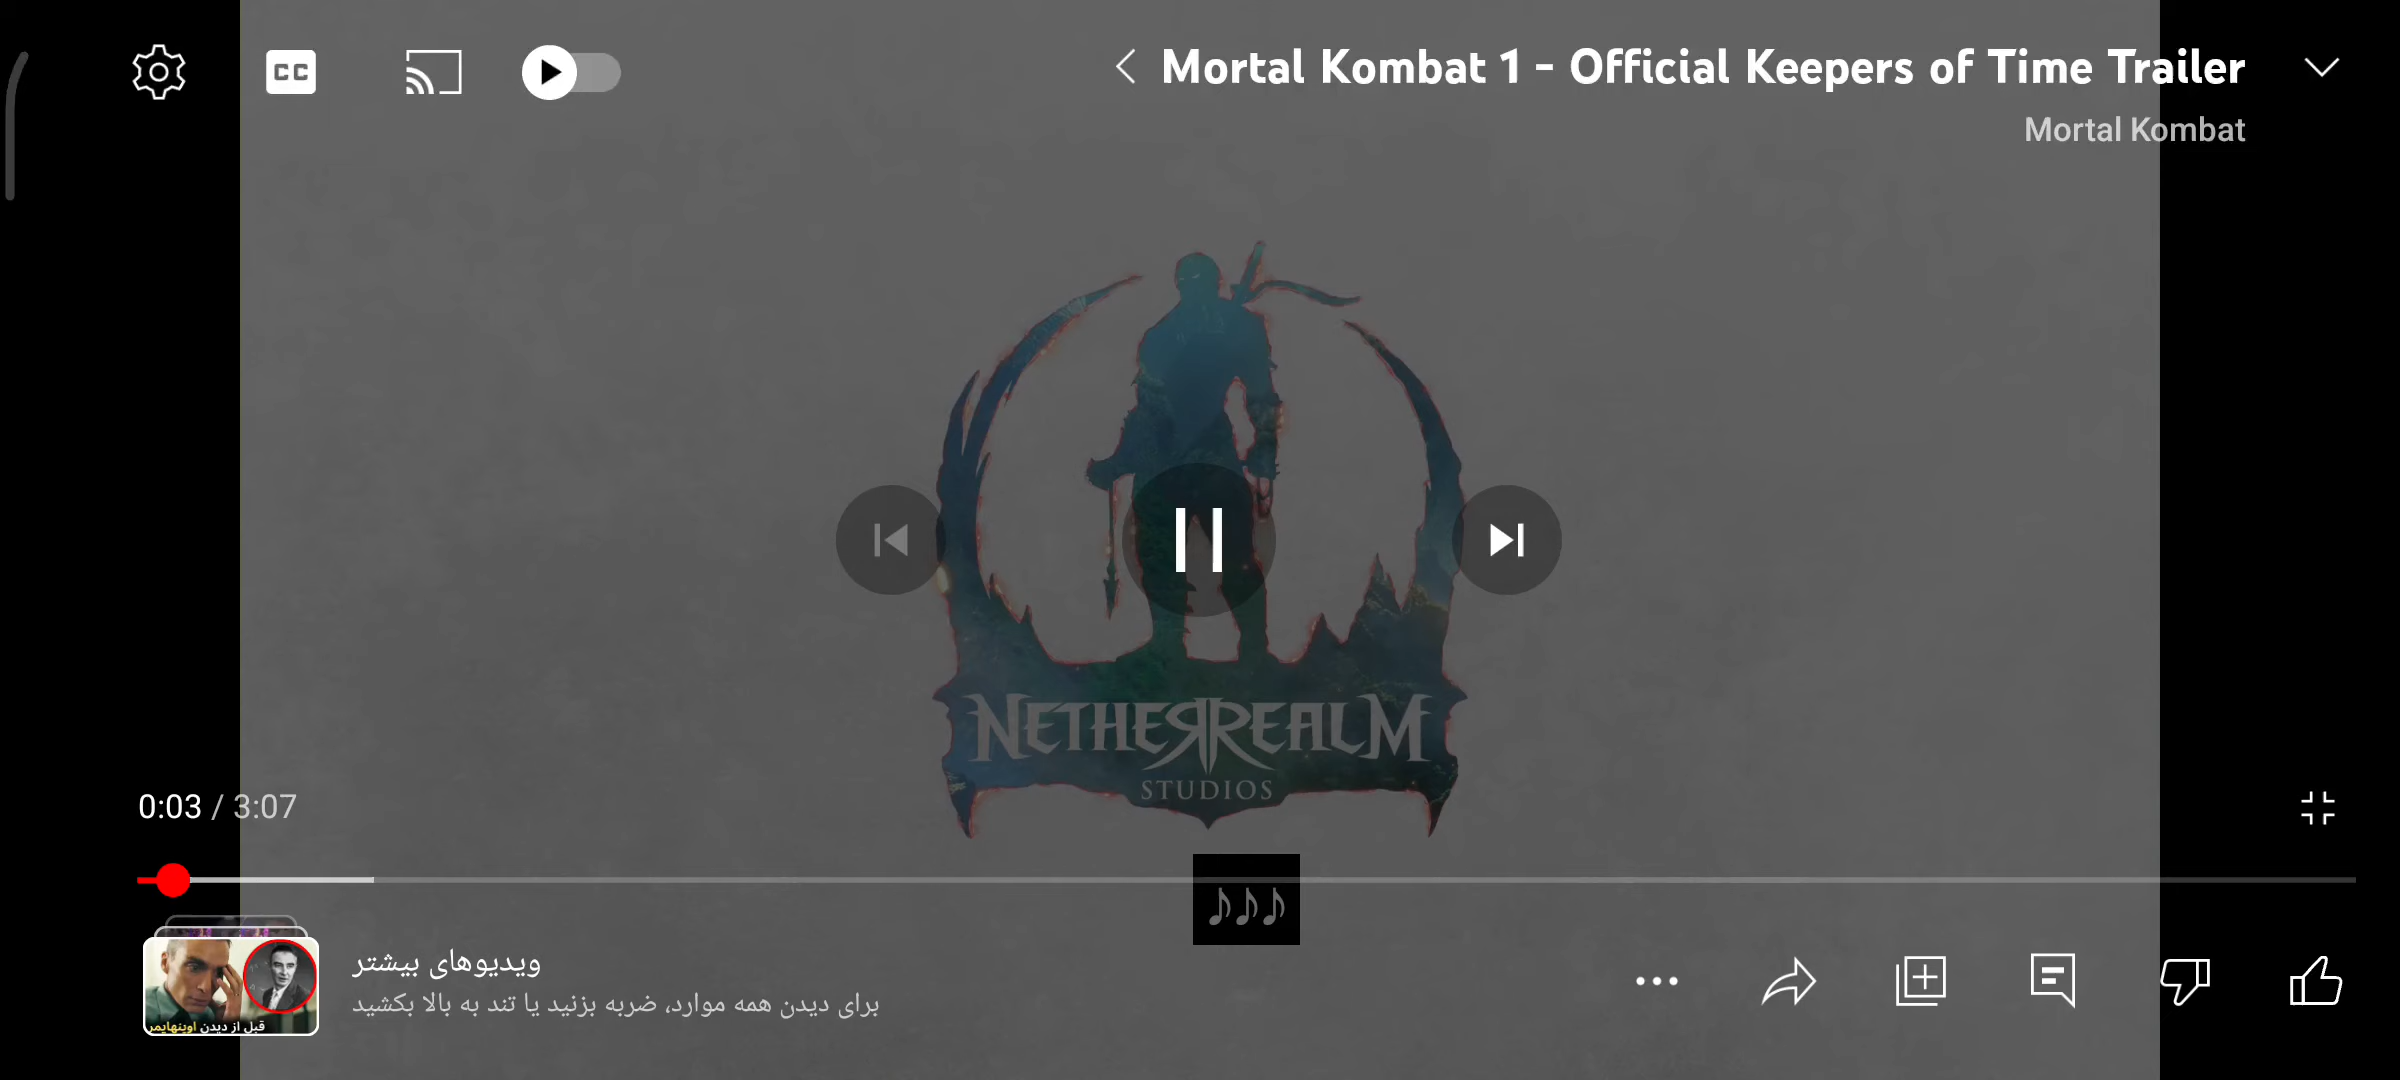 CC
Mortal Kombat 1 - Official Keepers of Time Trailer
Mortal Kombat
NETHERREALM
STUDIOS
0:03 / 3:07
♪♪♪
ویدیوهای بیشتر
برای دیدن همه موارد، ضربه بزنید یا تند به بالا بکشید
قبل از دیدن اوپنهایمر